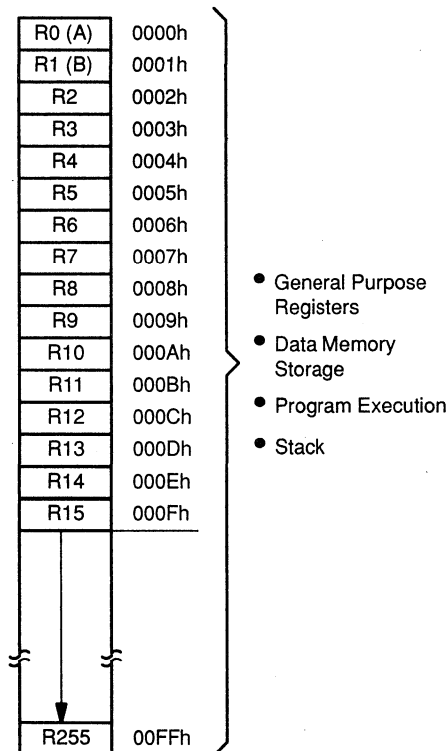 R0 (A) 0000h
R1 (B) 0001h
R2 0002h
R3 0003h
R4 0004h
R5 0005h
R6 0006h
R7 0007h
R8 0008h
R9 0009h
R10 000Ah
R11 000Bh
R12 000Ch
R13 000Dh
R14 000Eh
R15 000Fh
R255 00FFh
• General Purpose
Registers
• Data Memory
Storage
• Program Execution
• Stack